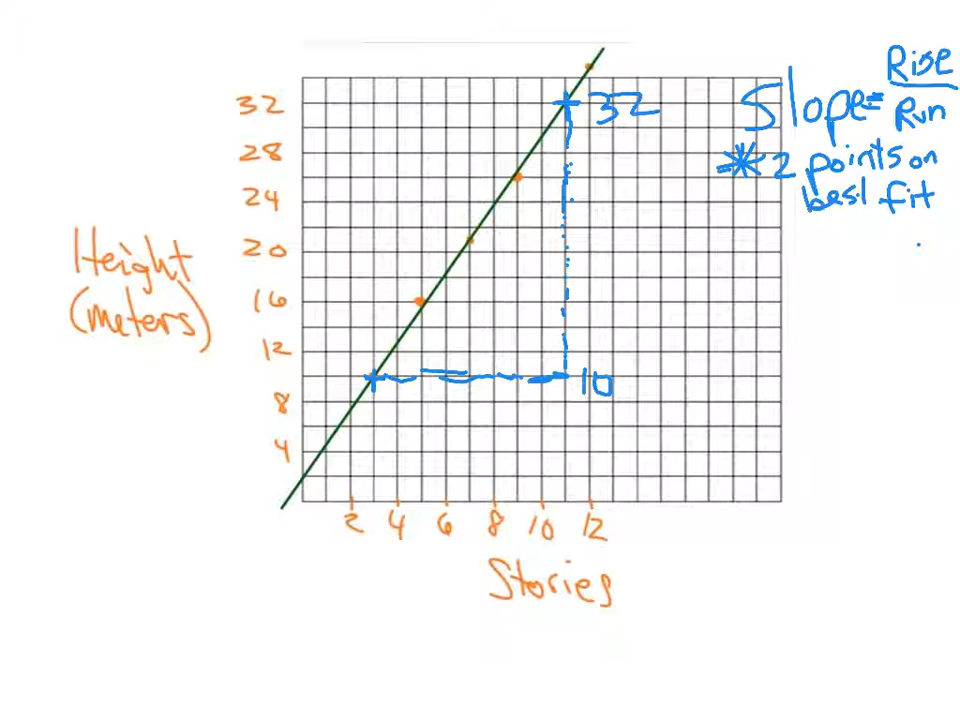 Slope = Rise
Run
* 2 points on
best fit
32
28
24
20
16
12
8
4
32
10
Height
(meters)
2 4 6 8 10 12
Stories